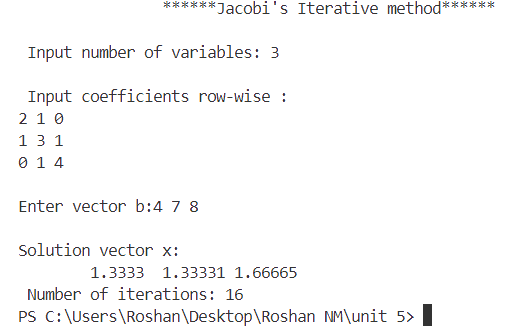 ******Jacobi's Iterative method******
Input number of variables: 3
Input coefficients row-wise :
2 1 0
1 3 1
0 1 4
Enter vector b:4 7 8
Solution vector x:
1.3333 1.33331 1.66665
Number of iterations: 16
PS C:\Users\Roshan\Desktop\Roshan NM\unit 5>